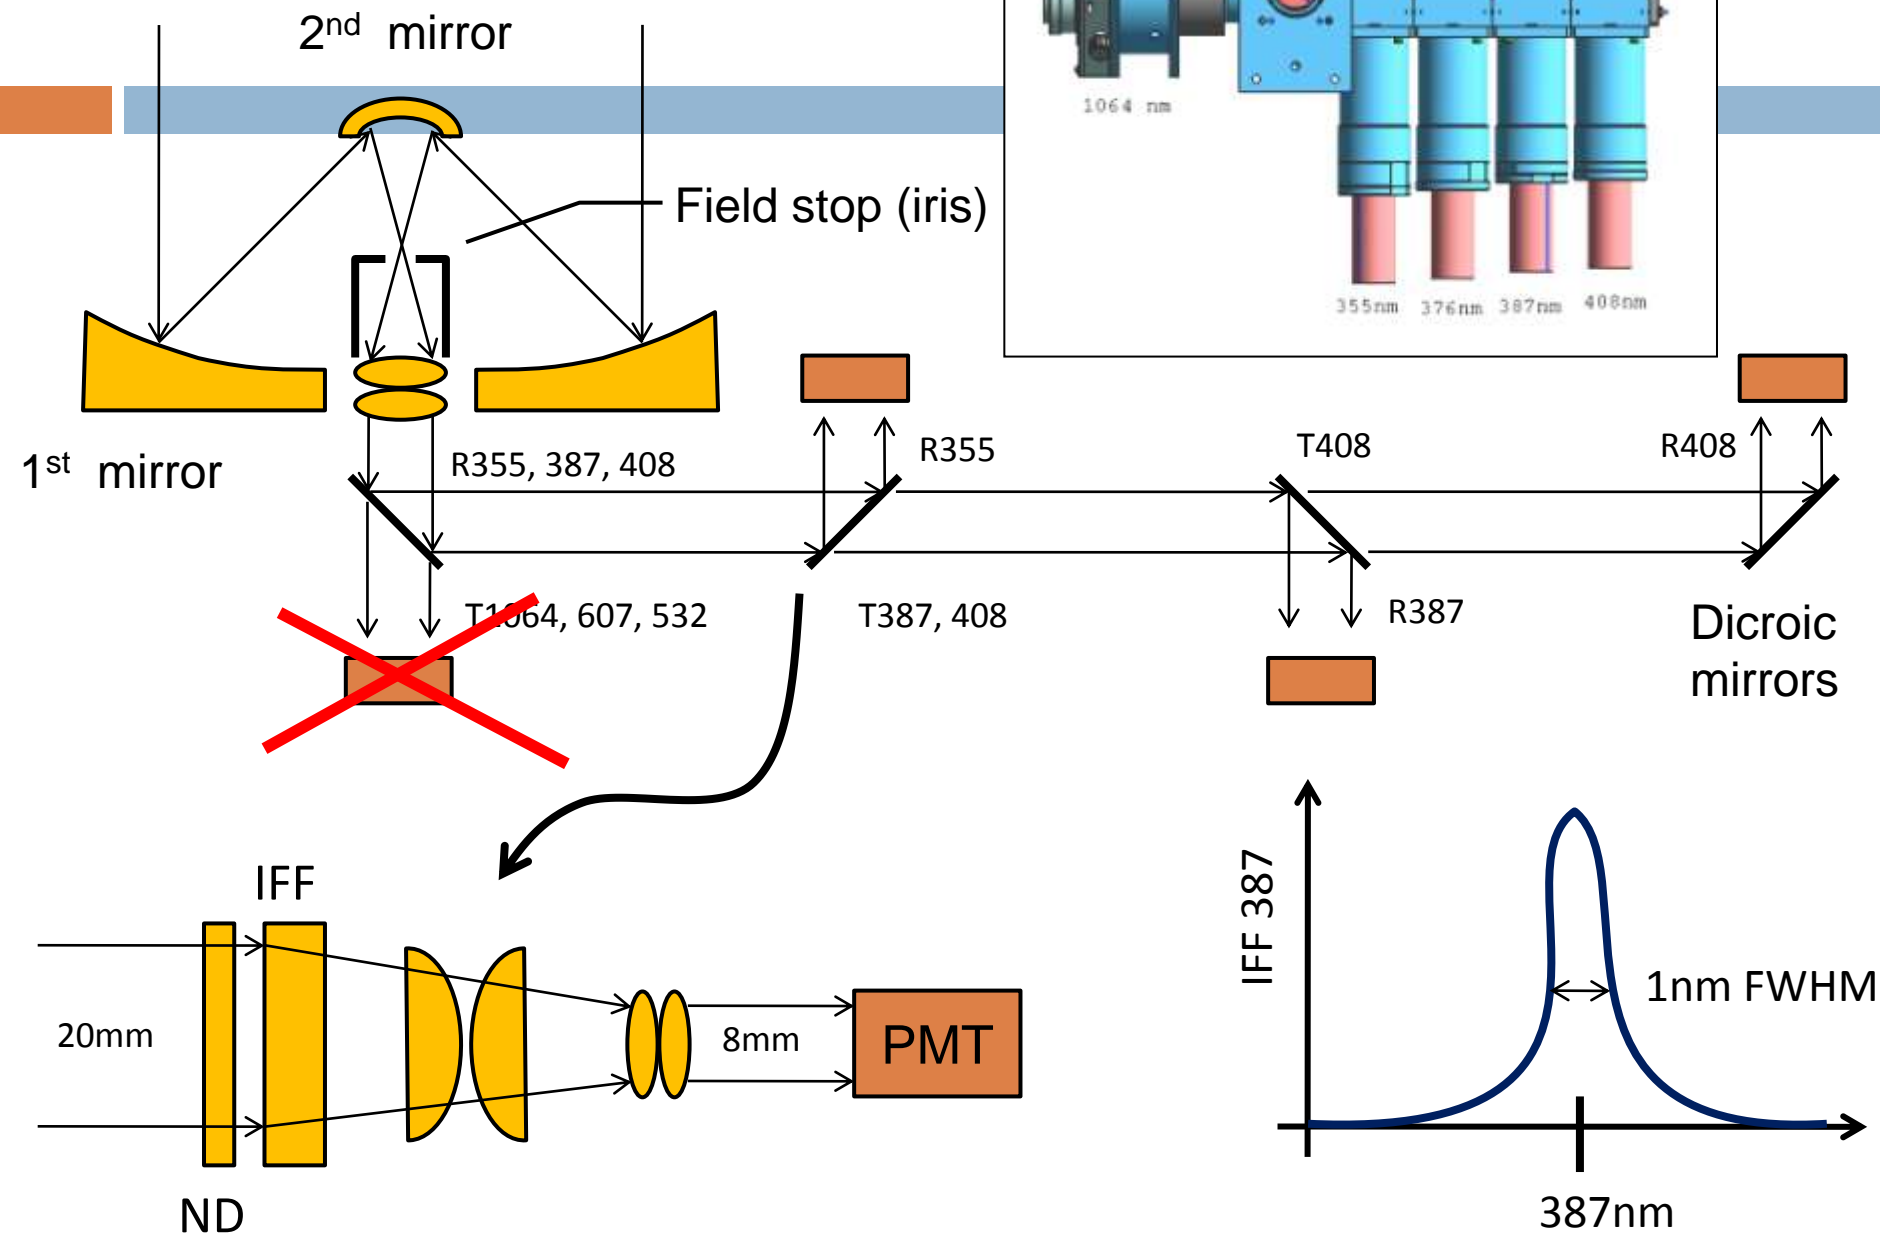 2nd mirror
1064 nm
Field stop (iris)
355nm 376nm 387nm 408nm
1st mirror
R355, 387, 408
R355
T408
R408
T1064, 607, 532
T387, 408
R387
Dicroic
mirrors
IFF
20mm
8mm
PMT
ND
IFF 387
1nm FWHM
387nm